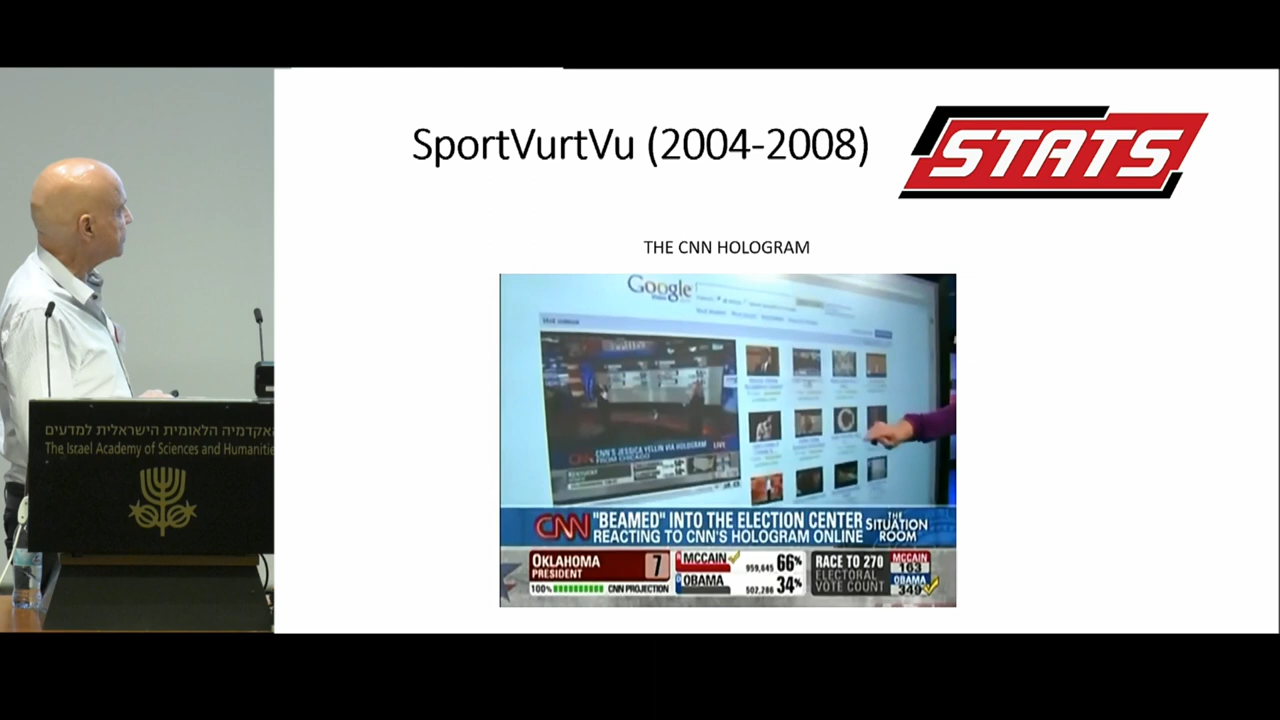 SportVurtVu (2004-2008)
STATS
THE CNN HOLOGRAM
Google
CNN'S JESSICA YELLIN VIA HOLOGRAM
FROM CHICAGO
LIVE
KENTUCKY
CNN
"BEAMED" INTO THE ELECTION CENTER
REACTING TO CNN'S HOLOGRAM ONLINE
THE
SITUATION
ROOM
OKLAHOMA
PRESIDENT
7
100%
CNN PROJECTION
MCCAIN
959,645
66%
OBAMA
502,286
34%
RACE TO 270
ELECTORAL
VOTE COUNT
MCCAIN
163
OBAMA
349
האקדמיה הלאומית הישראלית למדעים
The Israel Academy of Sciences and Humanitie